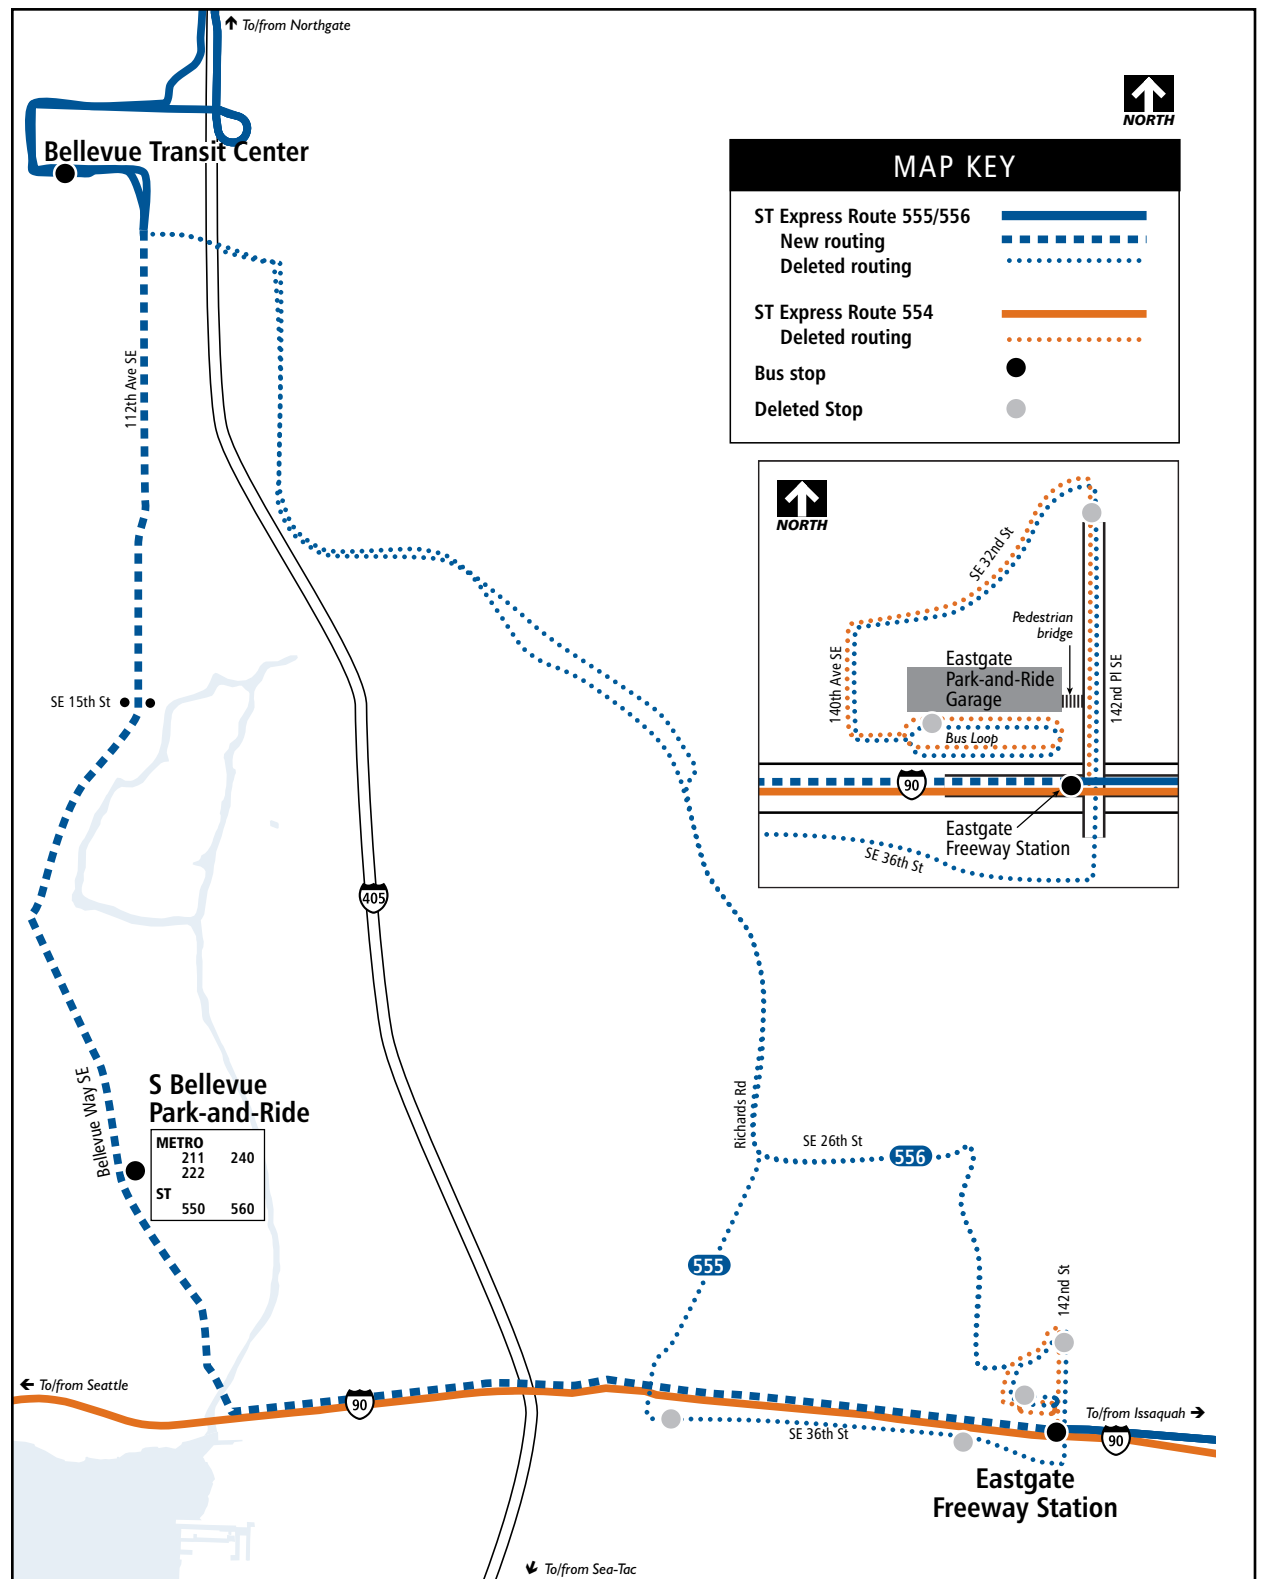 To/from Northgate
NORTH
Bellevue Transit Center
MAP KEY
ST Express Route 555/556
New routing
Deleted routing
ST Express Route 554
Deleted routing
Bus stop
Deleted Stop
112th Ave SE
NORTH
SE 32nd St
Pedestrian
bridge
140th Ave SE
Eastgate
Park-and-Ride
Garage
142nd Pl SE
Bus Loop
90
Eastgate
Freeway Station
SE 36th St
SE 15th St
405
Bellevue Way SE
S Bellevue
Park-and-Ride
METRO
211 240
222
ST
550 560
Richards Rd
SE 26th St
556
555
142nd St
To/from Seattle
90
To/from Issaquah
SE 36th St
90
Eastgate
Freeway Station
To/from Sea-Tac